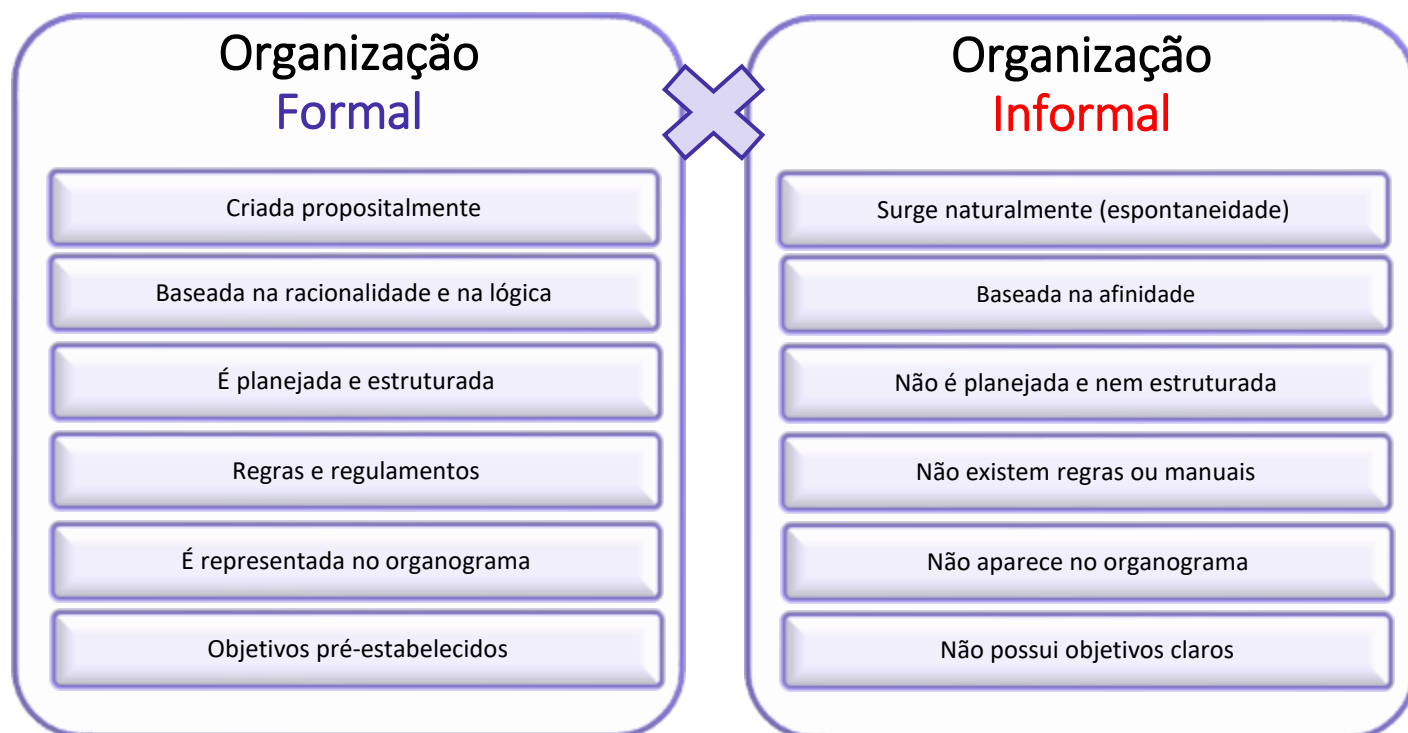 Organização
Formal
Criada propositalmente
Baseada na racionalidade e na lógica
É planejada e estruturada
Regras e regulamentos
É representada no organograma
Objetivos pré-estabelecidos
Organização
Informal
Surge naturalmente (espontaneidade)
Baseada na afinidade
Não é planejada e nem estruturada
Não existem regras ou manuais
Não aparece no organograma
Não possui objetivos claros